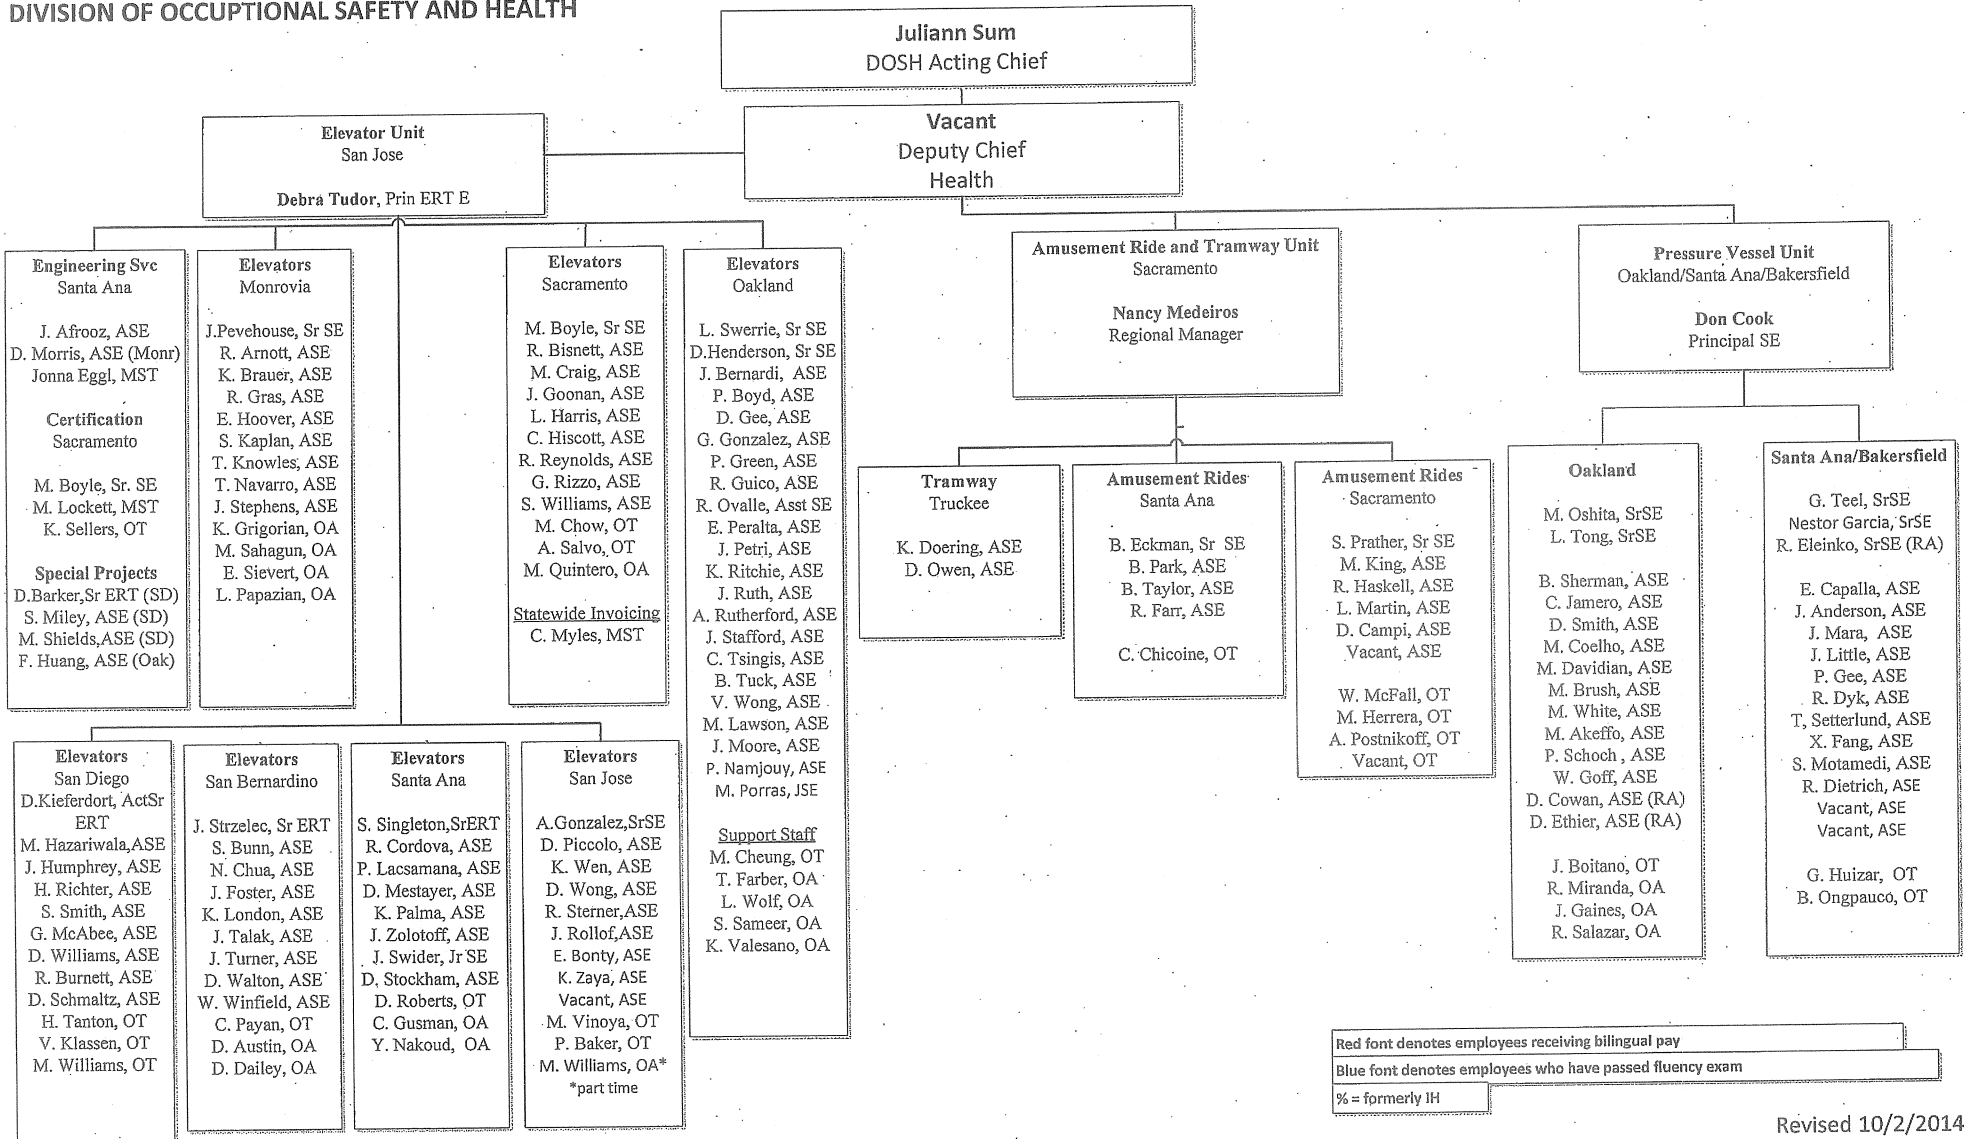 DIVISION OF OCCUPTIONAL SAFETY AND HEALTH
Juliann Sum
DOSH Acting Chief
Vacant
Deputy Chief
Health
Elevator Unit
San Jose
Debra Tudor, Prin ERT E
Engineering Svc
Santa Ana
J. Afrooz, ASE
D. Morris, ASE (Monr)
Jonna Eggl, MST
Certification
Sacramento
M. Boyle, Sr. SE
M. Lockett, MST
K. Sellers, OT
Special Projects
D.Barker,Sr ERT (SD)
S. Miley, ASE (SD)
M. Shields,ASE (SD)
F. Huang, ASE (Oak)
Elevators
Monrovia
J.Pevehouse, Sr SE
R. Arnott, ASE
K. Brauer, ASE
R. Gras, ASE
E. Hoover, ASE
S. Kaplan, ASE
T. Knowles, ASE
T. Navarro, ASE
J. Stephens, ASE
K. Grigorian, OA
M. Sahagun, OA
E. Sievert, OA
L. Papazian, OA
Elevators
Sacramento
M. Boyle, Sr SE
R. Bisnett, ASE
M. Craig, ASE
J. Goonan, ASE
L. Harris, ASE
C. Hiscott, ASE
R. Reynolds, ASE
G. Rizzo, ASE
S. Williams, ASE
M. Chow, OT
A. Salvo, OT
M. Quintero, OA
Statewide Invoicing
C. Myles, MST
Elevators
Oakland
L. Swerrie, Sr SE
D.Henderson, Sr SE
J. Bernardi, ASE
P. Boyd, ASE
D. Gee, ASE
G. Gonzalez, ASE
P. Green, ASE
R. Guico, ASE
R. Ovalle, Asst SE
E. Peralta, ASE
J. Petri, ASE
K. Ritchie, ASE
J. Ruth, ASE
A. Rutherford, ASE
J. Stafford, ASE
C. Tsingis, ASE
B. Tuck, ASE
V. Wong, ASE
M. Lawson, ASE
J. Moore, ASE
P. Namjouy, ASE
M. Porras, JSE
Support Staff
M. Cheung, OT
T. Farber, OA
L. Wolf, OA
S. Sameer, OA
K. Valesano, OA
Amusement Ride and Tramway Unit
Sacramento
Nancy Medeiros
Regional Manager
Pressure Vessel Unit
Oakland/Santa Ana/Bakersfield
Don Cook
Principal SE
Tramway
Truckee
K. Doering, ASE
D. Owen, ASE
Amusement Rides
Santa Ana
B. Eckman, Sr SE
B. Park, ASE
B. Taylor, ASE
R. Farr, ASE
C. Chicoine, OT
Amusement Rides
Sacramento
S. Prather, Sr SE
M. King, ASE
R. Haskell, ASE
L. Martin, ASE
D. Campi, ASE
Vacant, ASE
W. McFall, OT
M. Herrera, OT
A. Postnikoff, OT
Vacant, OT
Oakland
M. Oshita, SrSE
L. Tong, SrSE
B. Sherman, ASE
C. Jamero, ASE
D. Smith, ASE
M. Coelho, ASE
M. Davidian, ASE
M. Brush, ASE
M. White, ASE
M. Akeffo, ASE
P. Schoch , ASE
W. Goff, ASE
D. Cowan, ASE (RA)
D. Ethier, ASE (RA)
J. Boitano, OT
R. Miranda, OA
J. Gaines, OA
R. Salazar, OA
Santa Ana/Bakersfield
G. Teel, SrSE
Nestor Garcia, SrSE
R. Eleinko, SrSE (RA)
E. Capalla, ASE
J. Anderson, ASE
J. Mara, ASE
J. Little, ASE
P. Gee, ASE
R. Dyk, ASE
T, Setterlund, ASE
X. Fang, ASE
S. Motamedi, ASE
R. Dietrich, ASE
Vacant, ASE
Vacant, ASE
G. Huizar, OT
B. Ongpauco, OT
Elevators
San Diego
D.Kieferdort, ActSr
ERT
M. Hazariwala,ASE
J. Humphrey, ASE
H. Richter, ASE
S. Smith, ASE
G. McAbee, ASE
D. Williams, ASE
R. Burnett, ASE
D. Schmaltz, ASE
H. Tanton, OT
V. Klassen, OT
M. Williams, OT
Elevators
San Bernardino
J. Strzelec, Sr ERT
S. Bunn, ASE
N. Chua, ASE
J. Foster, ASE
K. London, ASE
J. Talak, ASE
J. Turner, ASE
D. Walton, ASE
W. Winfield, ASE
C. Payan, OT
D. Austin, OA
D. Dailey, OA
Elevators
Santa Ana
S. Singleton,SrERT
R. Cordova, ASE
P. Lacsamana, ASE
D. Mestayer, ASE
K. Palma, ASE
J. Zolotoff, ASE
J. Swider, Jr SE
D. Stockham, ASE
D. Roberts, OT
C. Gusman, OA
Y. Nakoud, OA
Elevators
San Jose
A.Gonzalez,SrSE
D. Piccolo, ASE
K. Wen, ASE
D. Wong, ASE
R. Sterner,ASE
J. Rollof,ASE
E. Bonty, ASE
K. Zaya, ASE
Vacant, ASE
M. Vinoya, OT
P. Baker, OT
M. Williams, OA*
*part time
Red font denotes employees receiving bilingual pay
Blue font denotes employees who have passed fluency exam
% = formerly IH
Revised 10/2/2014